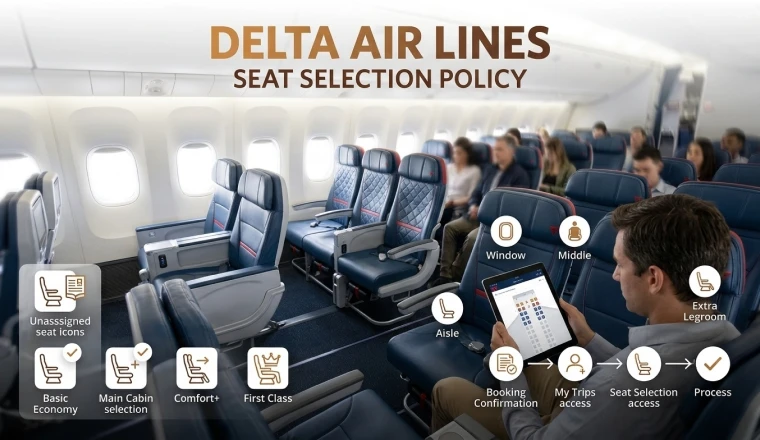 DELTA AIR LINES
SEAT SELECTION POLICY
Window
Middle
Aisle
Extra
Legroom
Unasssigned
seat icons
Basic
Economy
Main Cabin
selection
Comfort+
First Class
Booking
Confirmation
My Trips
access
Seat Selection
access
Process